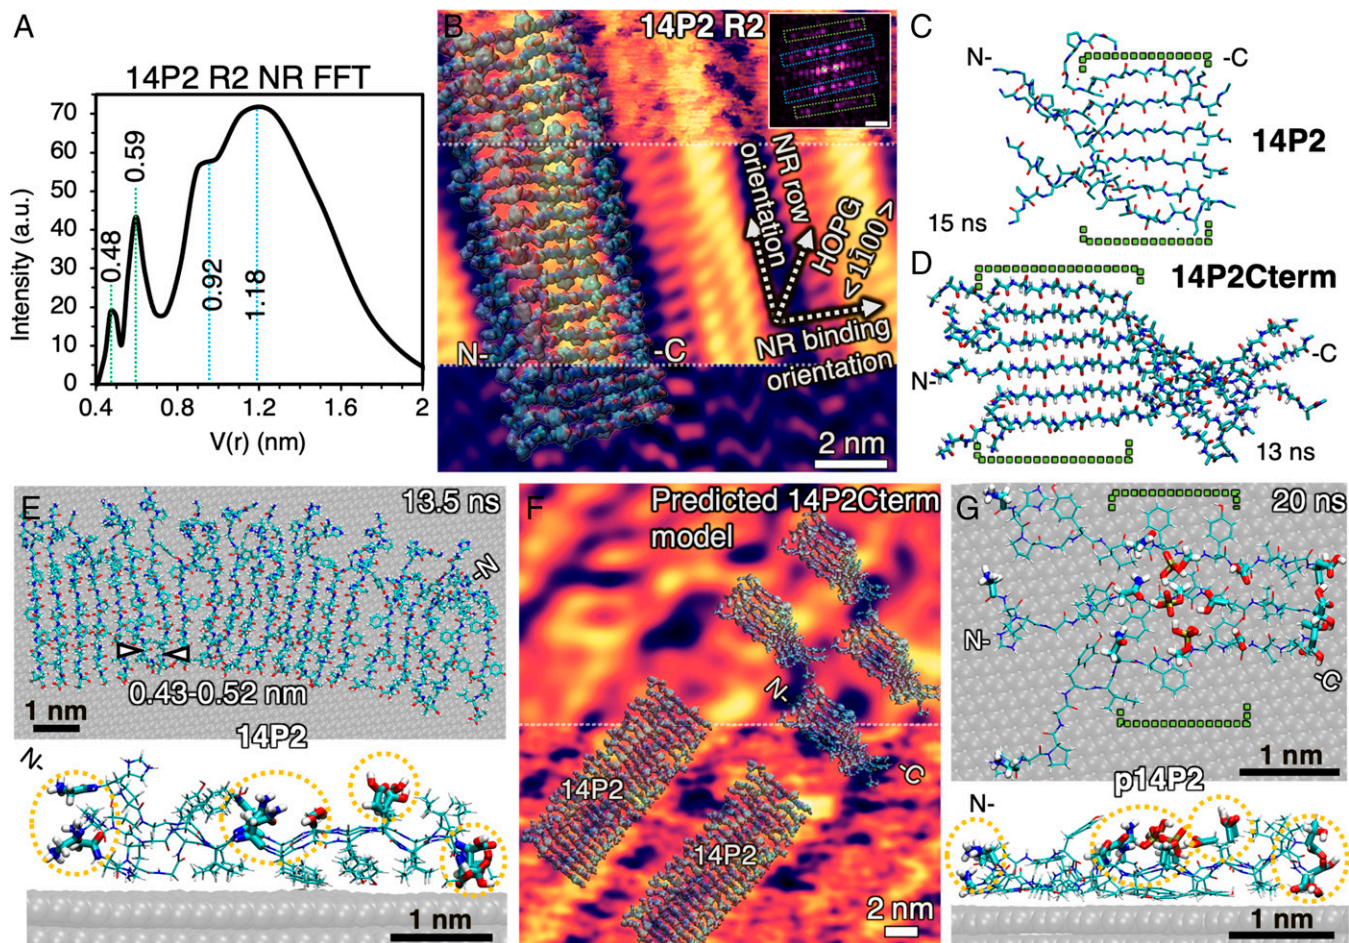 A
14P2 R2 NR FFT
Intensity (a.u.)
70
60
50
40
30
20
10
0
0.48
0.59
0.92
1.18
0.4
0.8
1.2
1.6
2
V(r) (nm)
B
14P2 R2
NR row
orientation
HOPG
<1100>
NR binding
orientation
N-
-C
2 nm
C
N-
-C
14P2
15 ns
D
14P2Cterm
N-
-C
13 ns
E
13.5 ns
-N
0.43-0.52 nm
1 nm
14P2
N-
1 nm
F
Predicted 14P2Cterm
model
N-
-C
14P2
14P2
2 nm
G
20 ns
N-
-C
1 nm
p14P2
N-
1 nm